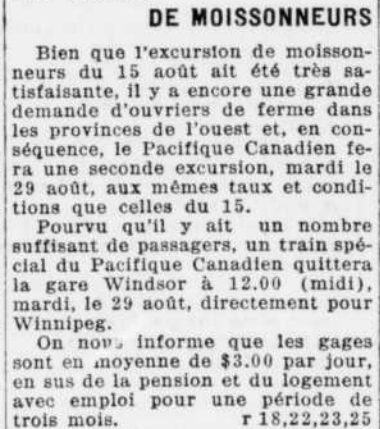 DE MOISSONNEURS
Bien que l'excursion de moisson-
neurs du 15 août ait été très sa-
tisfaisante, il y a encore une grande
demande d'ouvriers de ferme dans
les provinces de l'ouest et, en con-
séquence, le Pacifique Canadien fe-
ra une seconde excursion, mardi le
29 août, aux mêmes taux et condi-
tions que celles du 15.
Pourvu qu'il y ait un nombre
suffisant de passagers, un train spé-
cial du Pacifique Canadien quittera
la gare Windsor à 12.00 (midi),
mardi, le 29 août, directement pour
Winnipeg.
On nous informe que les gages
sont en moyenne de $3.00 par jour,
en sus de la pension et du logement
avec emploi pour une période de
trois mois. r 18,22,23,25